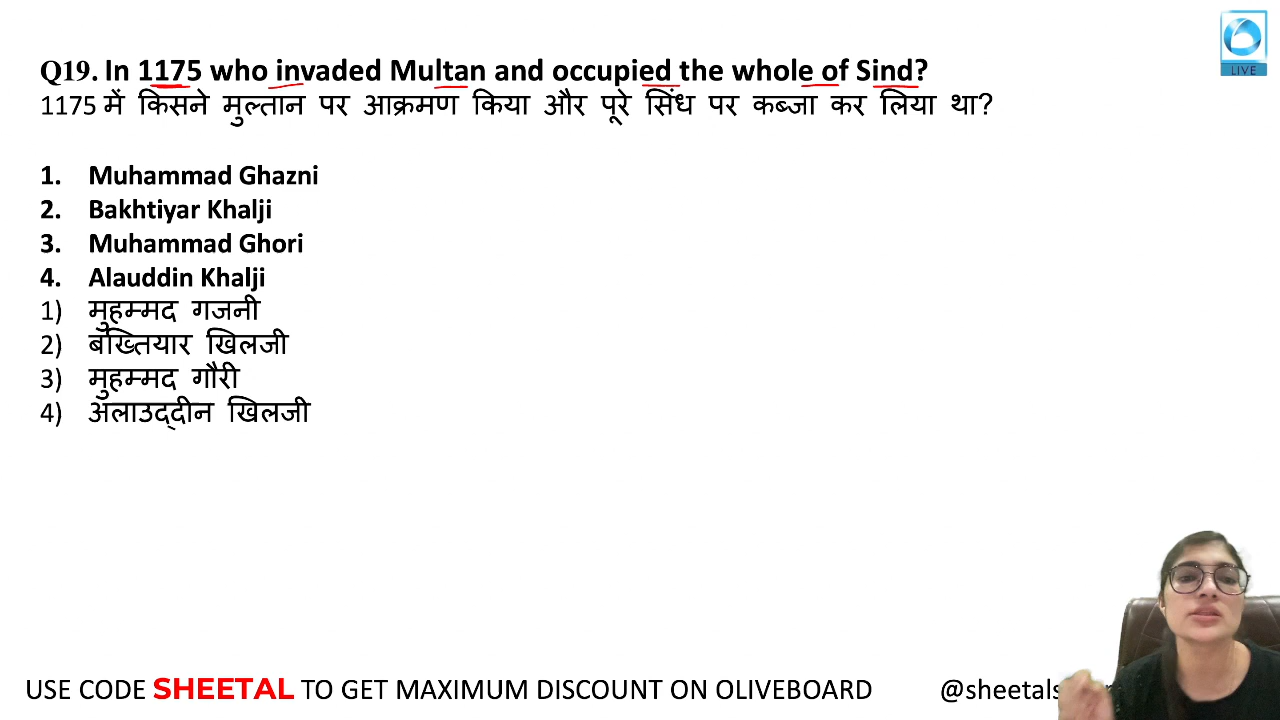 Q19. In 1175 who invaded Multan and occupied the whole of Sind?
1175 में किसने मुल्तान पर आक्रमण किया और पूरे सिंध पर कब्जा कर लिया था?
1. Muhammad Ghazni
2. Bakhtiyar Khalji
3. Muhammad Ghori
4. Alauddin Khalji
1) मुहम्मद गजनी
2) बख्तियार खिलजी
3) मुहम्मद गौरी
4) अलाउद्दीन खिलजी
LIVE
USE CODE SHEETAL TO GET MAXIMUM DISCOUNT ON OLIVEBOARD